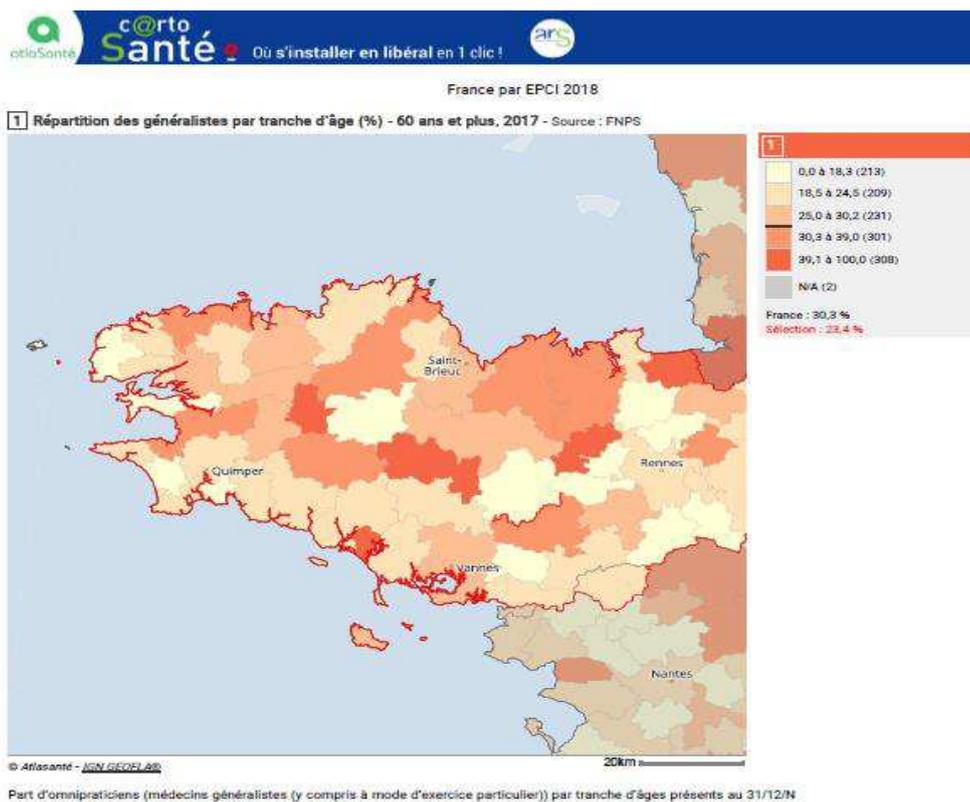 atlaSanté
c@rto
Santé Où s'installer en libéral en 1 clic !
ars
France par EPCI 2018
1 Répartition des généralistes par tranche d'âge (%) - 60 ans et plus, 2017 - Source : FNPS
1
0,0 à 18,3 (213)
18,5 à 24,5 (209)
25,0 à 30,2 (231)
30,3 à 39,0 (301)
39,1 à 100,0 (308)
N/A (2)
France : 30,3 %
Sélection : 23,4 %
Saint-
Brieuc
Rennes
Quimper
Vannes
Nantes
20km
© Atlasanté - IGN GEOFLA®
Part d'omnipraticiens (médecins généralistes (y compris à mode d'exercice particulier)) par tranche d'âges présents au 31/12/N